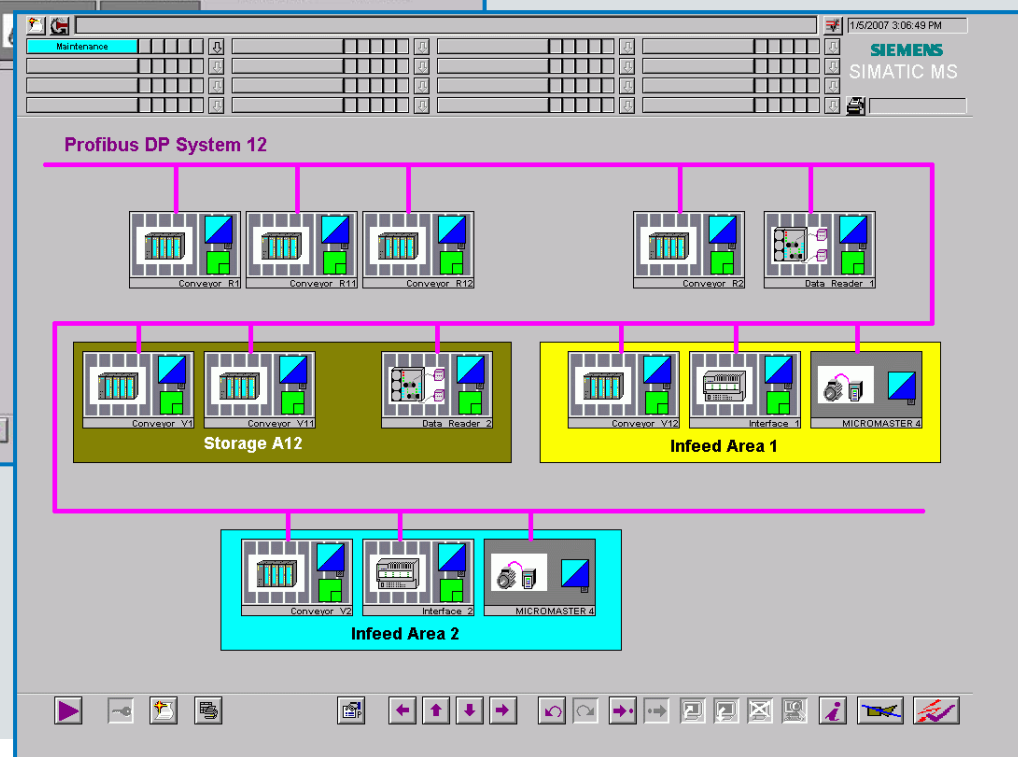 1/5/2007 3:06:49 PM
Maintenance
SIEMENS
SIMATIC MS
Profibus DP System 12
Conveyor R1
Conveyor R11
Conveyor R12
Conveyor R2
Data Reader 1
Conveyor V1
Conveyor V11
Data Reader 2
Conveyor V12
Interface 1
MICROMASTER 4
Storage A12
Infeed Area 1
Conveyor V2
Interface 2
MICROMASTER 4
Infeed Area 2